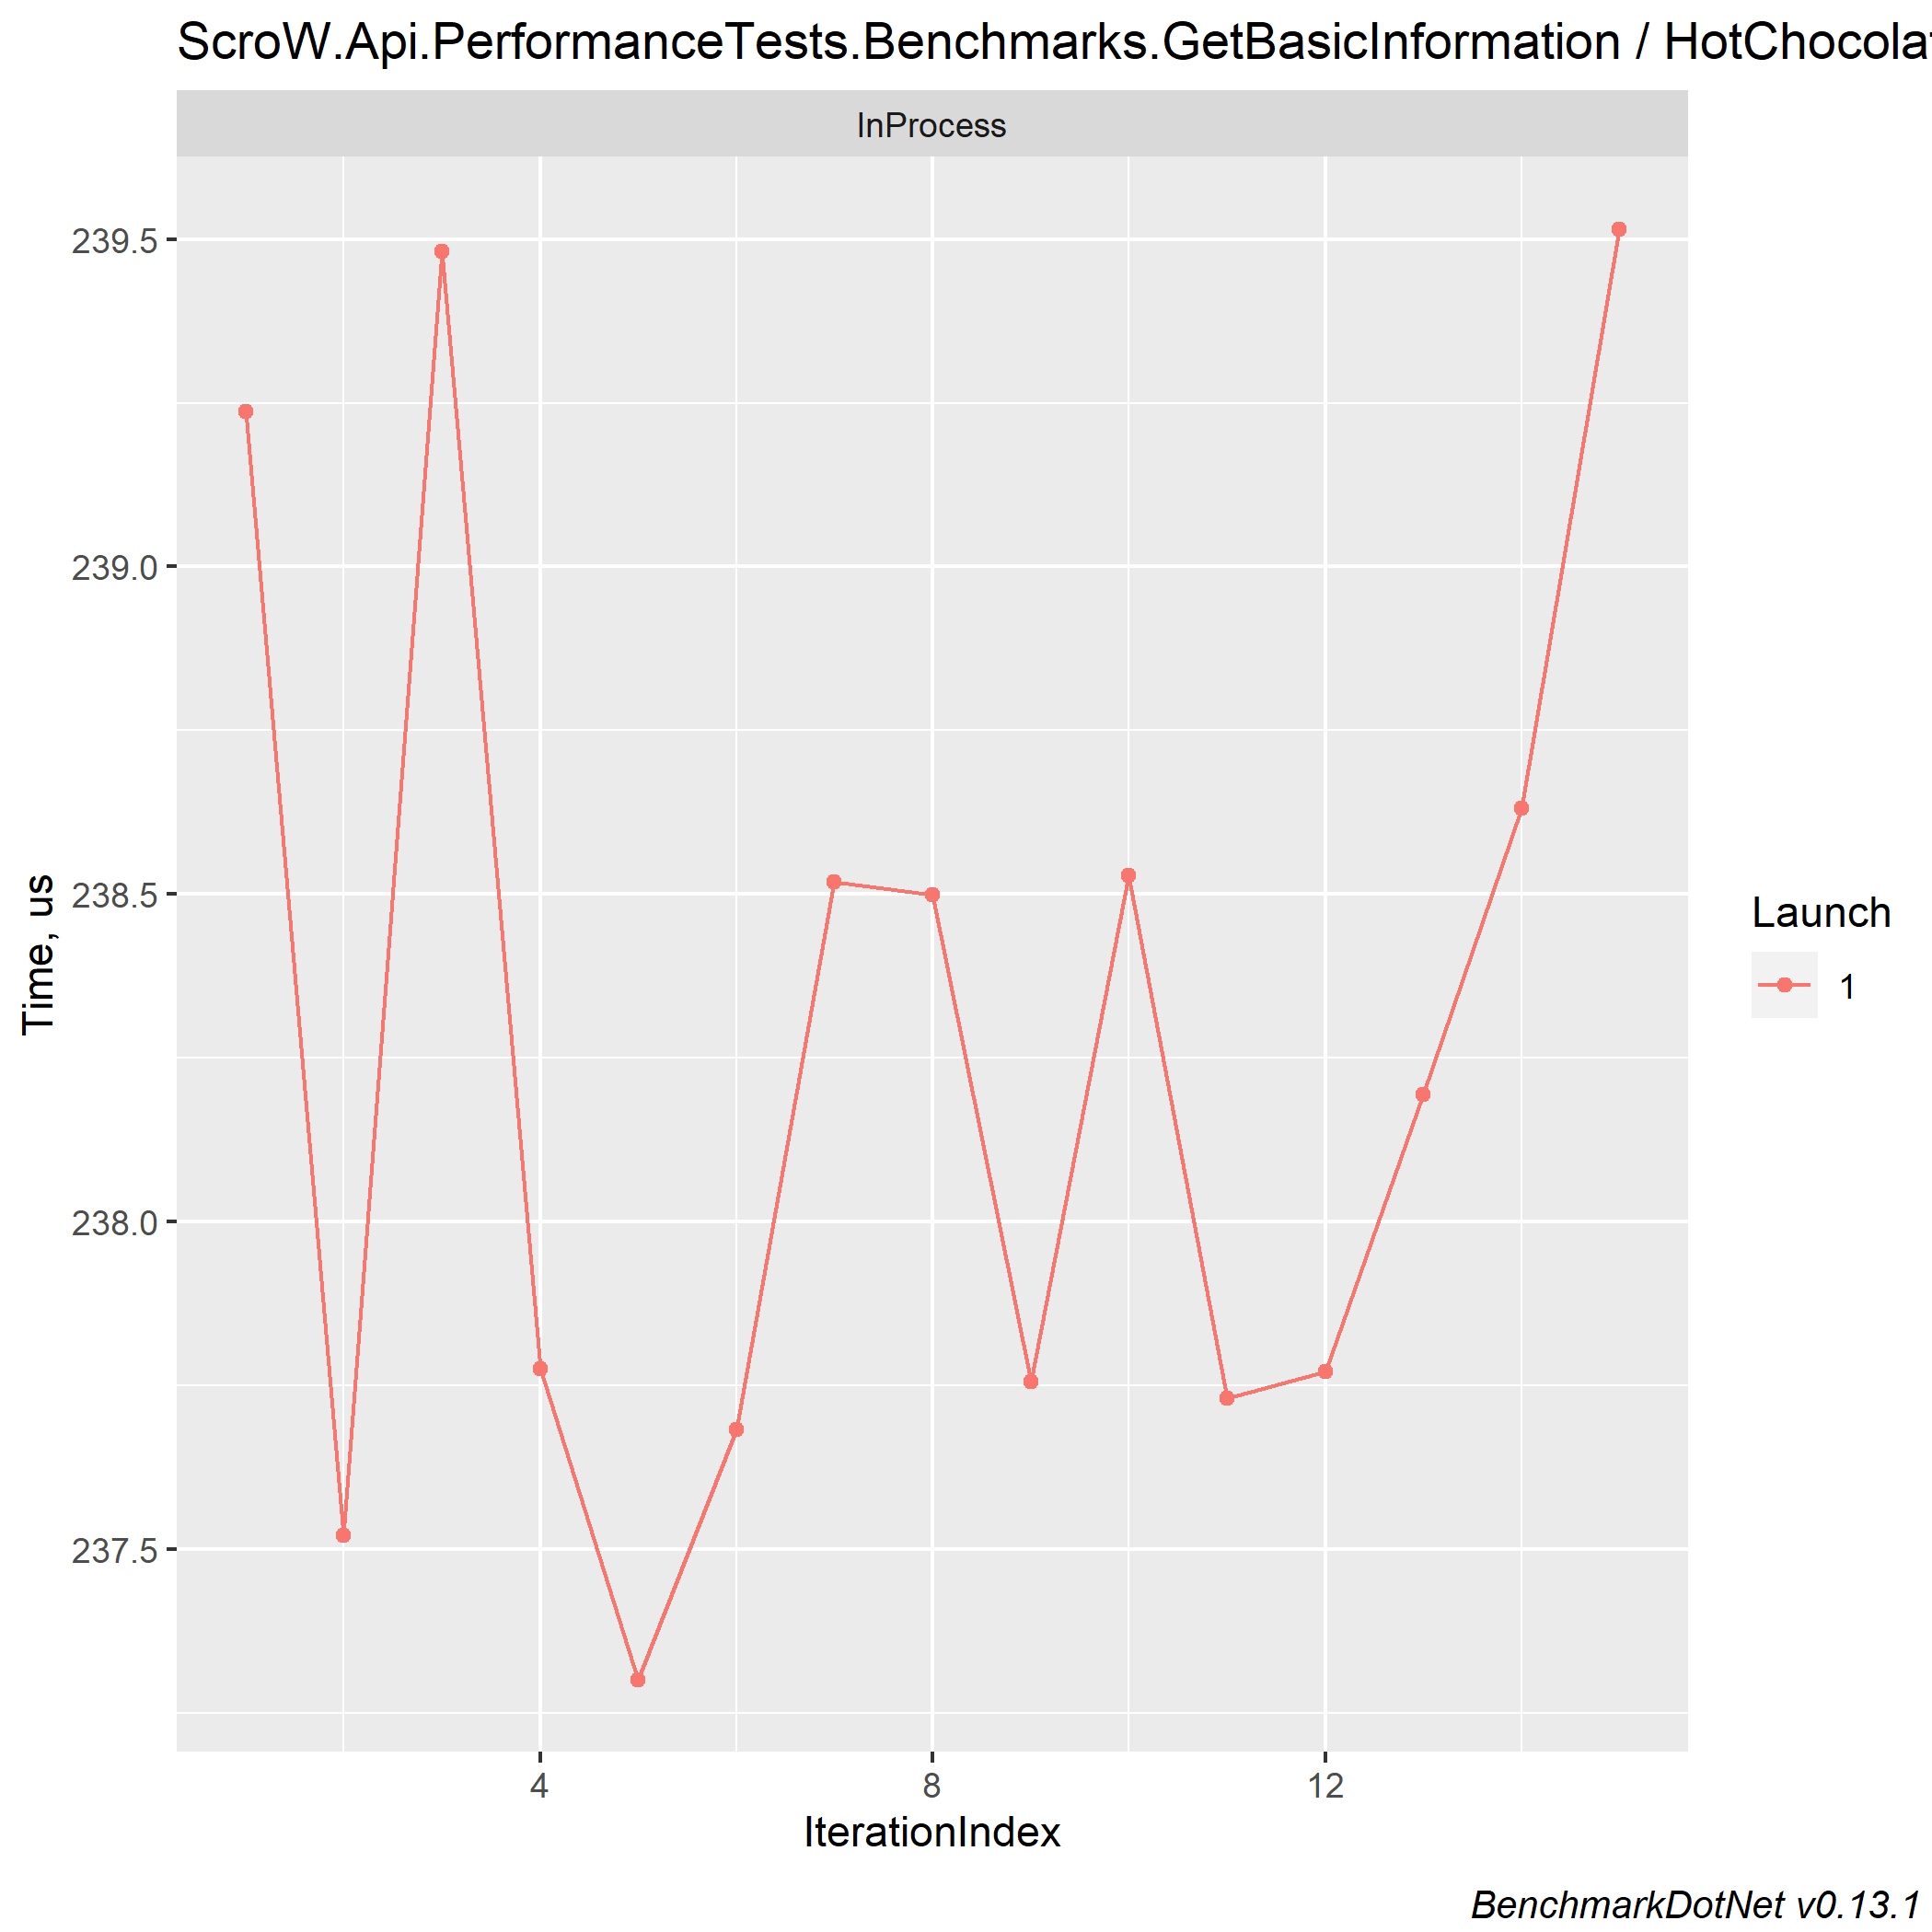 ScroW.Api.PerformanceTests.Benchmarks.GetBasicInformation / HotChocolat
InProcess
239.5
239.0
238.5
238.0
237.5
Time, us
4 8 12
IterationIndex
Launch
1
BenchmarkDotNet v0.13.1